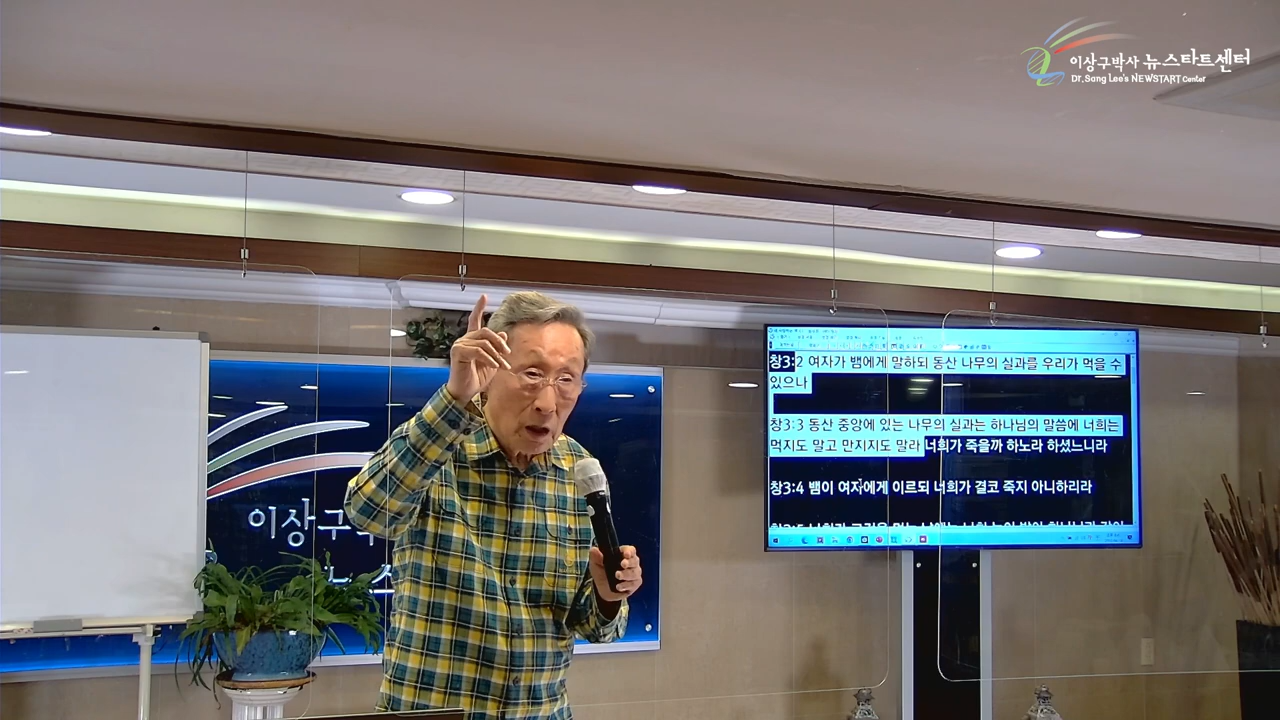 이상구박사 뉴스타트센터
Dr. Sang Lee's NEWSTART Center
창3:2 여자가 뱀에게 말하되 동산 나무의 실과를 우리가 먹을 수
있으나
창3:3 동산 중앙에 있는 나무의 실과는 하나님의 말씀에 너희는
먹지도 말고 만지지도 말라 너희가 죽을까 하노라 하셨느니라
창3:4 뱀이 여자에게 이르되 너희가 결코 죽지 아니하리라
이상구